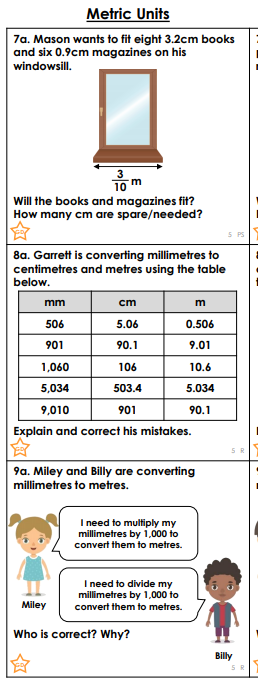 Metric Units
7a. Mason wants to fit eight 3.2cm books
and six 0.9cm magazines on his
windowsill.
3
10 m
Will the books and magazines fit?
How many cm are spare/needed?
GD
S PS
8a. Garrett is converting millimetres to
centimetres and metres using the table
below.
mm cm m
506 5.06 0.506
901 90.1 9.01
1,060 106 10.6
5,034 503.4 5.034
9,010 901 90.1
Explain and correct his mistakes.
GD
S R
9a. Miley and Billy are converting
millimetres to metres.
I need to multiply my
millimetres by 1,000 to
convert them to metres.
I need to divide my
millimetres by 1,000 to
convert them to metres.
Miley
Billy
Who is correct? Why?
GD
S R